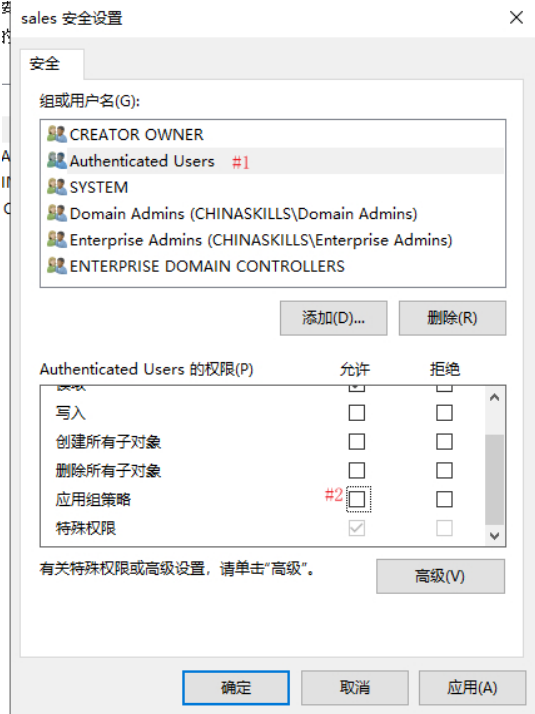 sales 安全设置
安全
组或用户名(G):
CREATOR OWNER
Authenticated Users #1
SYSTEM
Domain Admins (CHINASKILLS\Domain Admins)
Enterprise Admins (CHINASKILLS\Enterprise Admins)
ENTERPRISE DOMAIN CONTROLLERS
添加(D)... 删除(R)
Authenticated Users 的权限(P) 允许 拒绝
写入
创建所有子对象
删除所有子对象
应用组策略 #2
特殊权限
有关特殊权限或高级设置，请单击"高级"。
高级(V)
确定 取消 应用(A)